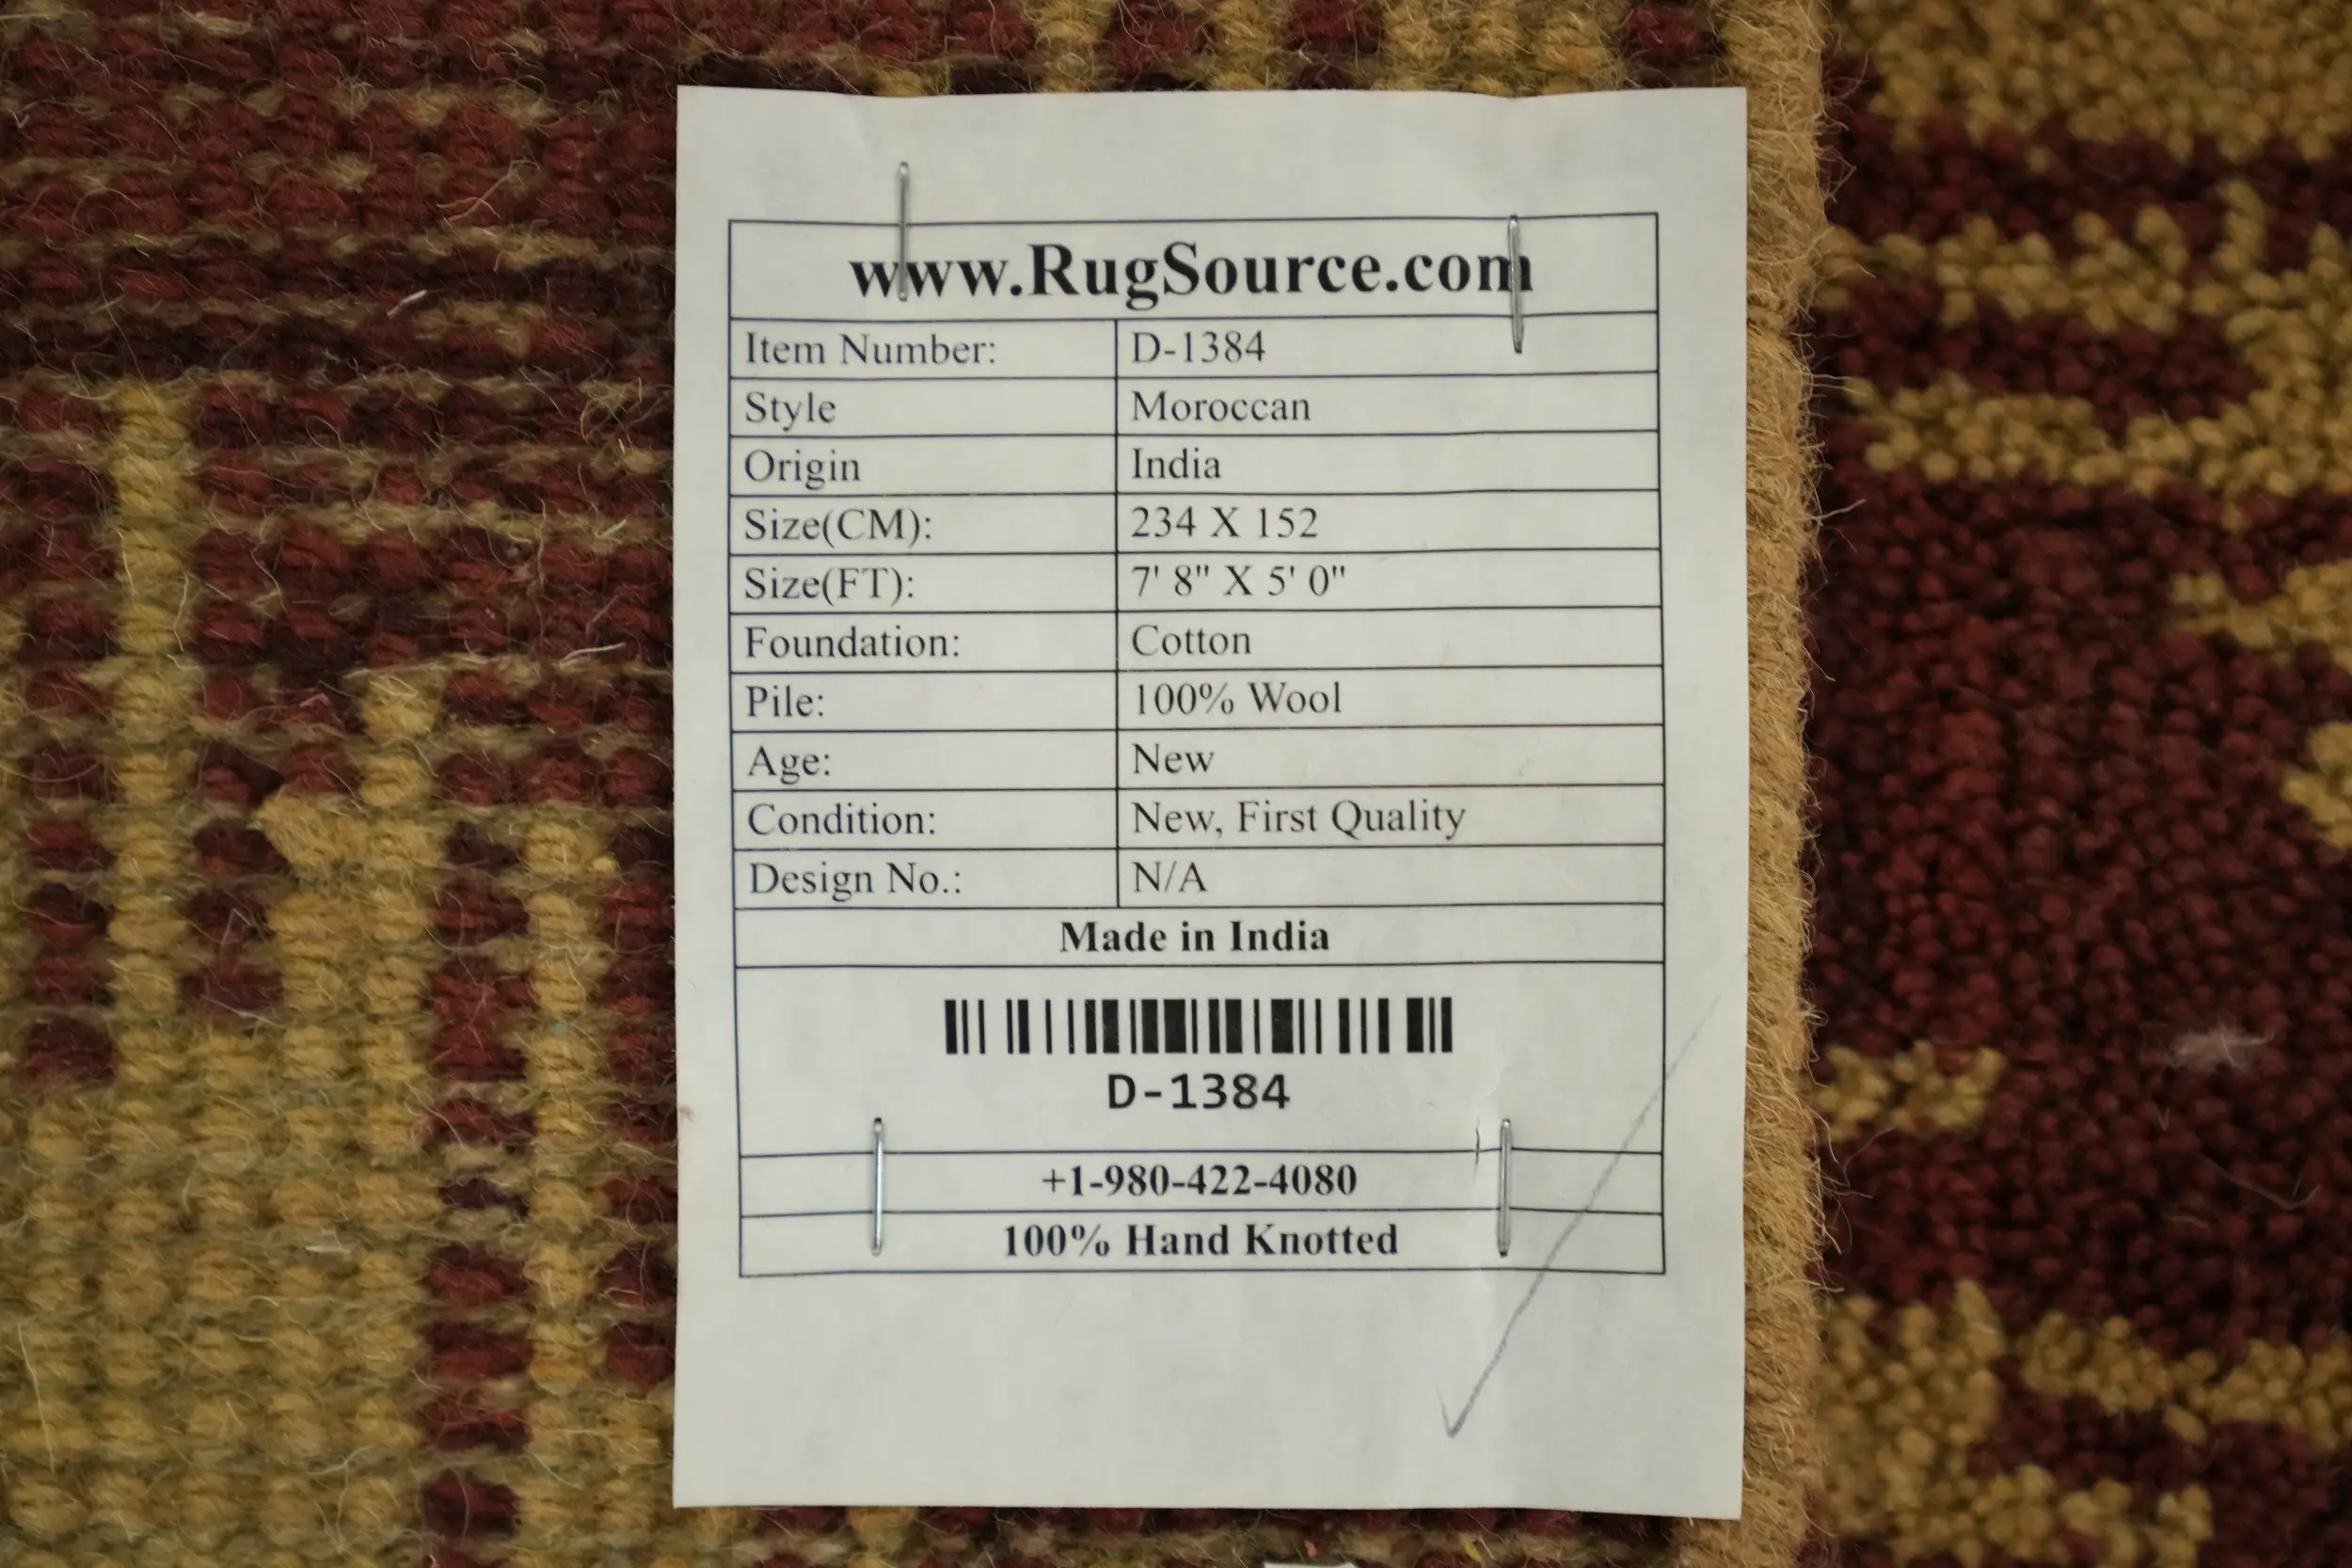 www.RugSource.com
Item Number: D-1384
Style Moroccan
Origin India
Size(CM): 234 X 152
Size(FT): 7' 8" X 5' 0"
Foundation: Cotton
Pile: 100% Wool
Age: New
Condition: New, First Quality
Design No.: N/A
Made in India
D-1384
+1-980-422-4080
100% Hand Knotted